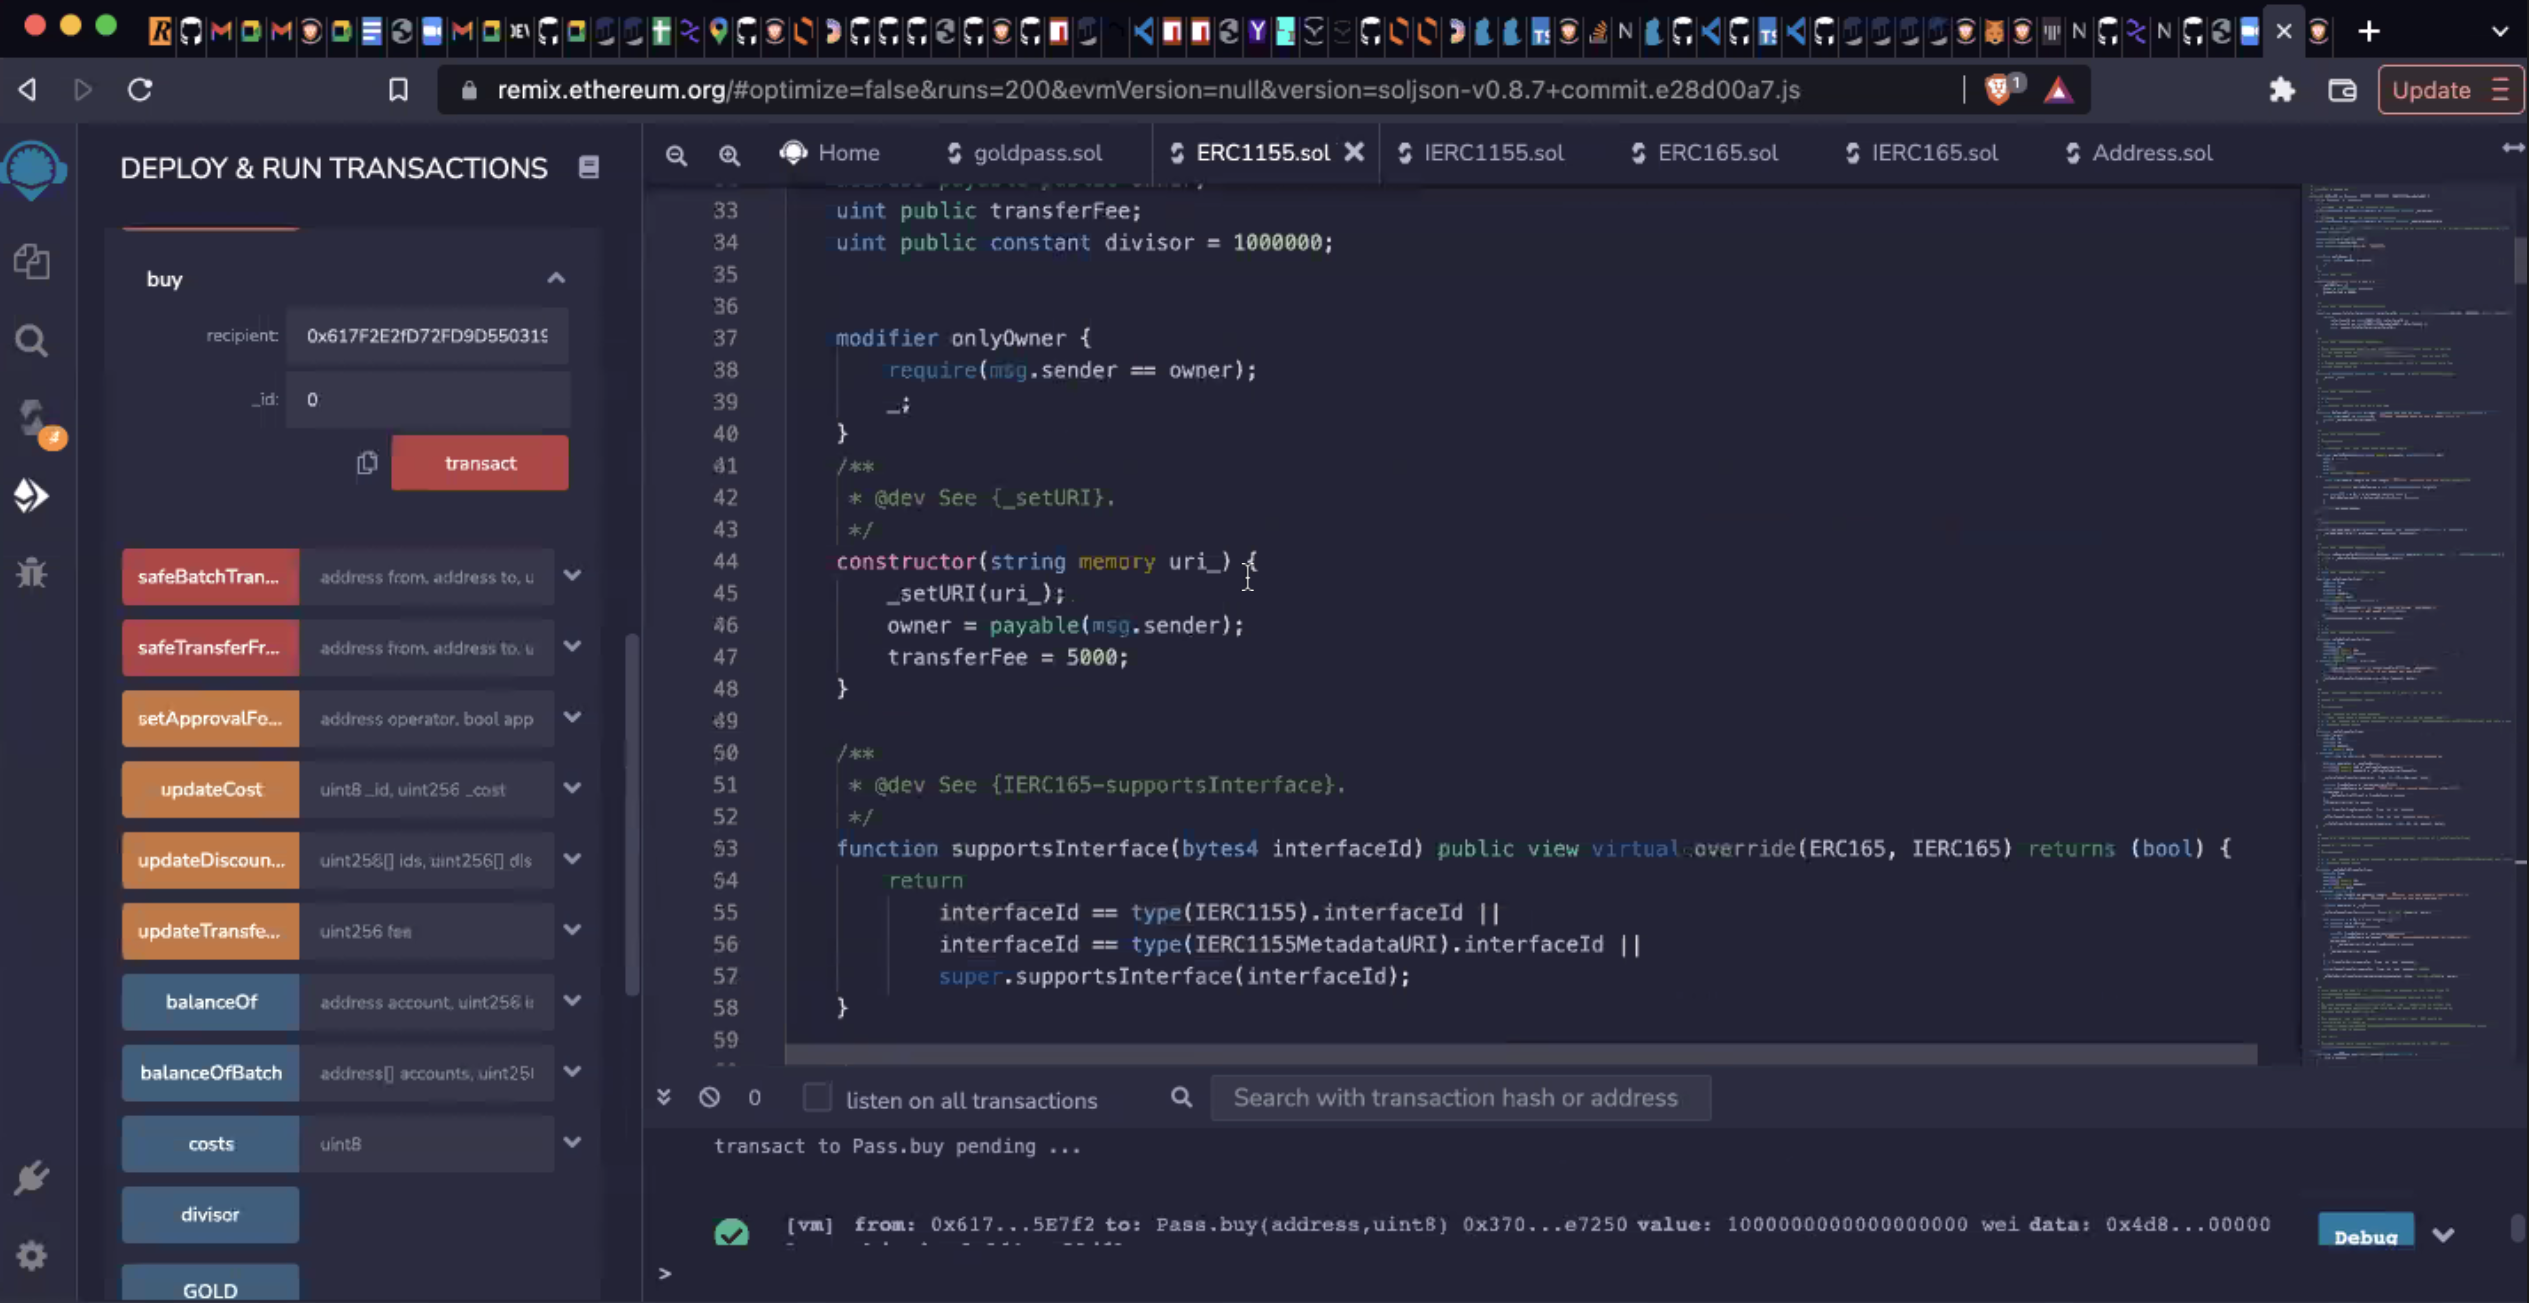 remix.ethereum.org/#optimize=false&runs=200&evmVersion=null&version=soljson-v0.8.7+commit.e28d00a7.js
1
Update
DEPLOY & RUN TRANSACTIONS
Home
goldpass.sol
ERC1155.sol
IERC1155.sol
ERC165.sol
IERC165.sol
Address.sol
buy
recipient: 0x617F2E2fD72FD9D550319
_id: 0
transact
safeBatchTran... address from, address to, u
safeTransferFr... address from, address to, u
setApprovalFo... address operator, bool app
updateCost uint8 _id, uint256 _cost
updateDiscoun... uint256[] ids, uint256[] dis
updateTransfe... uint256 fee
balanceOf address account, uint256 i
balanceOfBatch address[] accounts, uint25
costs uint8
divisor
GOLD
33 uint public transferFee;
34 uint public constant divisor = 1000000;
35
36
37 modifier onlyOwner {
38 require(msg.sender == owner);
39 _;
40 }
41 /**
42 * @dev See {_setURI}.
43 */
44 constructor(string memory uri_) {
45 _setURI(uri_);
46 owner = payable(msg.sender);
47 transferFee = 5000;
48 }
49
50 /**
51 * @dev See {IERC165-supportsInterface}.
52 */
53 function supportsInterface(bytes4 interfaceId) public view virtual override(ERC165, IERC165) returns (bool) {
54 return
55 interfaceId == type(IERC1155).interfaceId ||
56 interfaceId == type(IERC1155MetadataURI).interfaceId ||
57 super.supportsInterface(interfaceId);
58 }
59
0 listen on all transactions Search with transaction hash or address
transact to Pass.buy pending ...
[vm] from: 0x617...5E7f2 to: Pass.buy(address,uint8) 0x370...e7250 value: 1000000000000000000 wei data: 0x4d8...00000
Debug
>